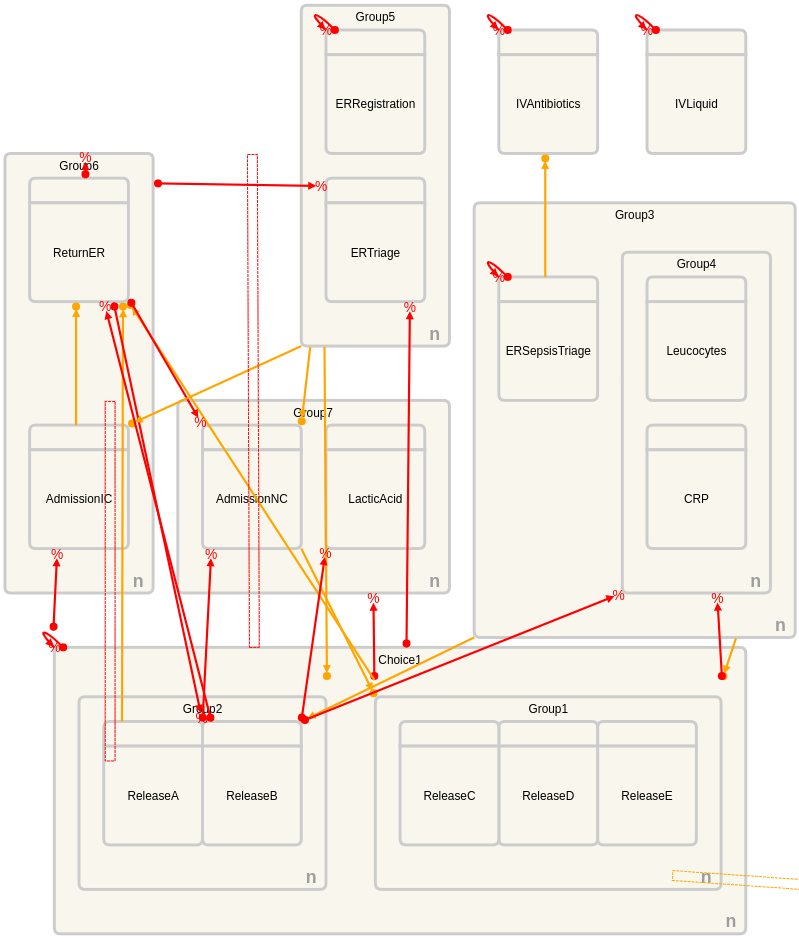 Group5
%
%
%
ERRegistration
IVAntibiotics
IVLiquid
%
Group6
%
Group3
ReturnER
ERTriage
Group4
%
% %
n
ERSepsisTriage
Leucocytes
Group7
%
AdmissionIC
AdmissionNC
LacticAcid
CRP
% % %
n
n
n
% % %
n
%
Choice1
Group2
Group1
%
ReleaseA
ReleaseB
ReleaseC
ReleaseD
ReleaseE
n
n
n